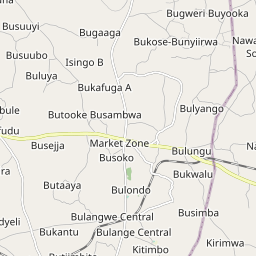 Bugweri Buyooka
Busuuyi
Bugaaga
Bukose-Bunyiirwa
Busuubo
Isingo B
Buluya
Bukafuga A
Bulyango
Butooke Busambwa
Market Zone
Busejja
Bulungu
Busoko
Bukwalu
Butaaya
Bulondo
Bulangwe Central
Busimba
Bukantu
Bulange Central
Kirimwa